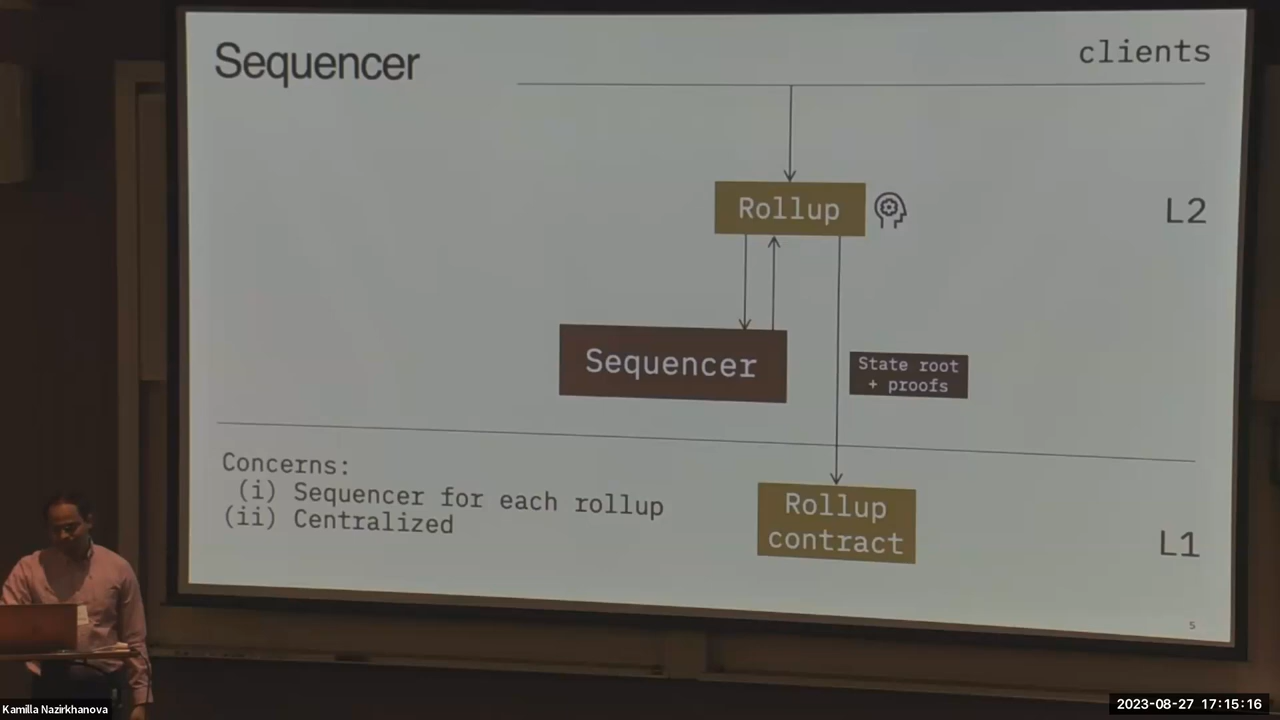 Sequencer
clients
Rollup
L2
Sequencer
State root
+ proofs
Concerns:
(i) Sequencer for each rollup
(ii) Centralized
Rollup
contract
L1
5
Kamilla Nazirkhanova
2023-08-27 17:15:16